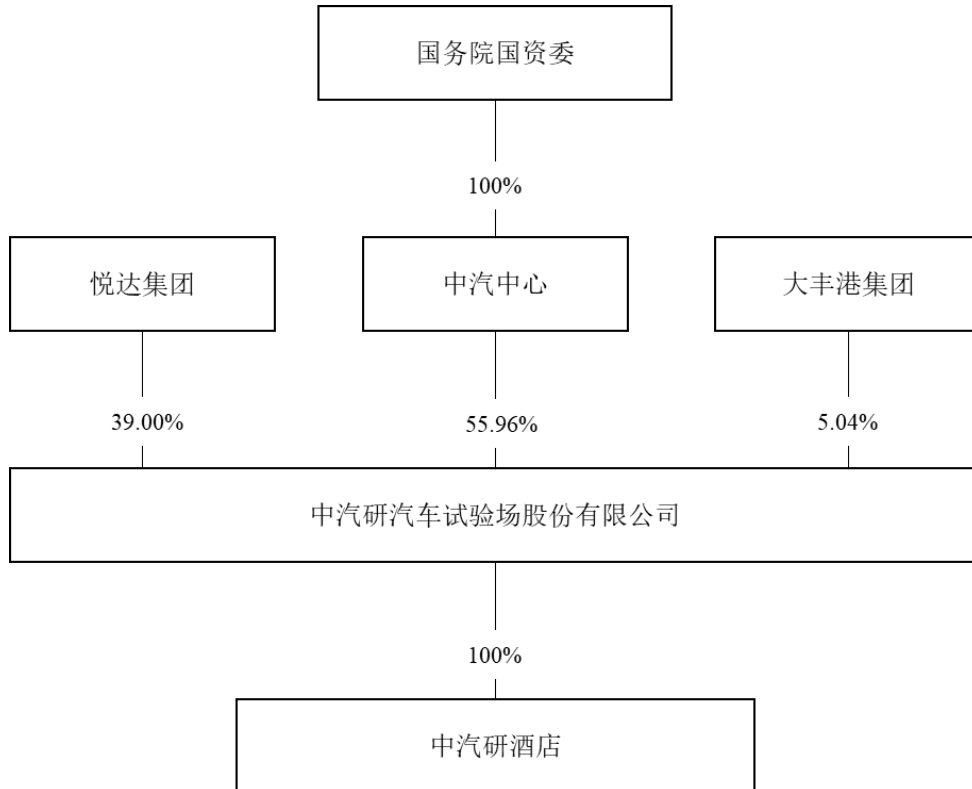 国务院国资委
100%
悦达集团
中汽中心
大丰港集团
39.00%
55.96%
5.04%
中汽研汽车试验场股份有限公司
100%
中汽研酒店